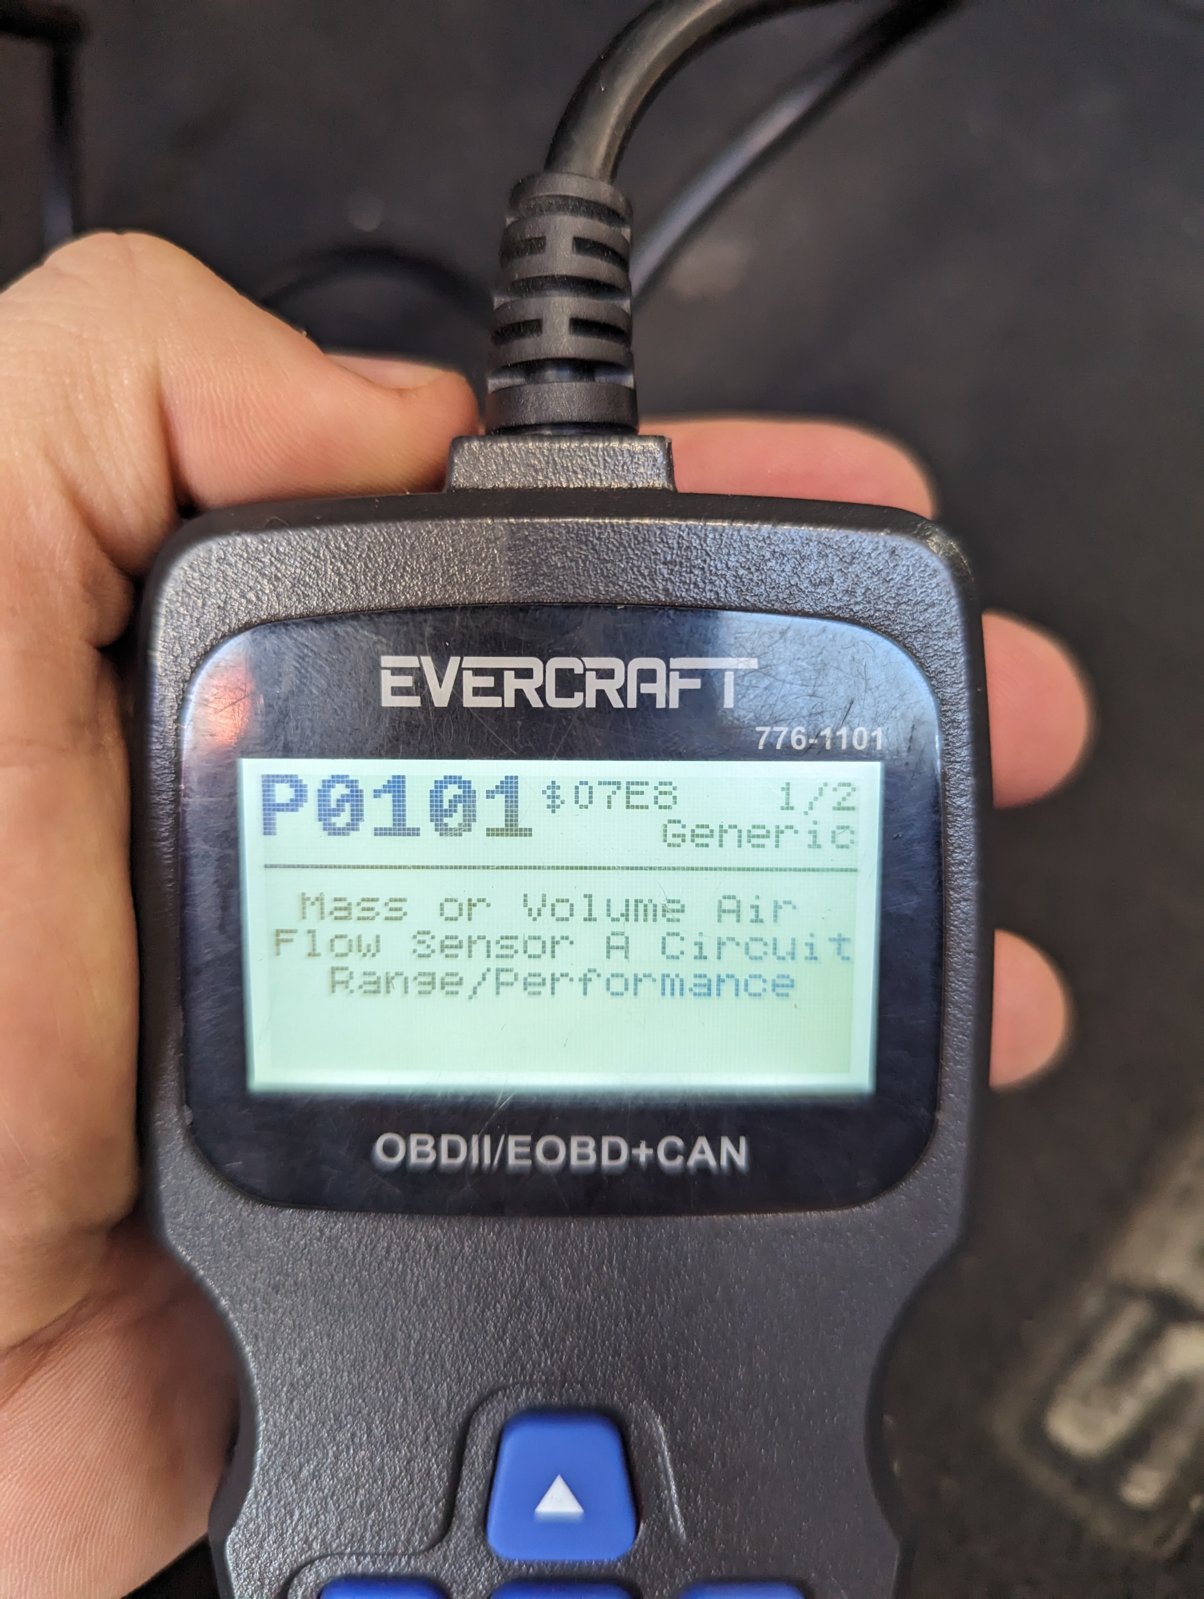 EVERCRAFT
776-1101
P0101 $07E8 1/2
Generic
Mass or Volume Air
Flow Sensor A Circuit
Range/Performance
OBDII/EOBD+CAN